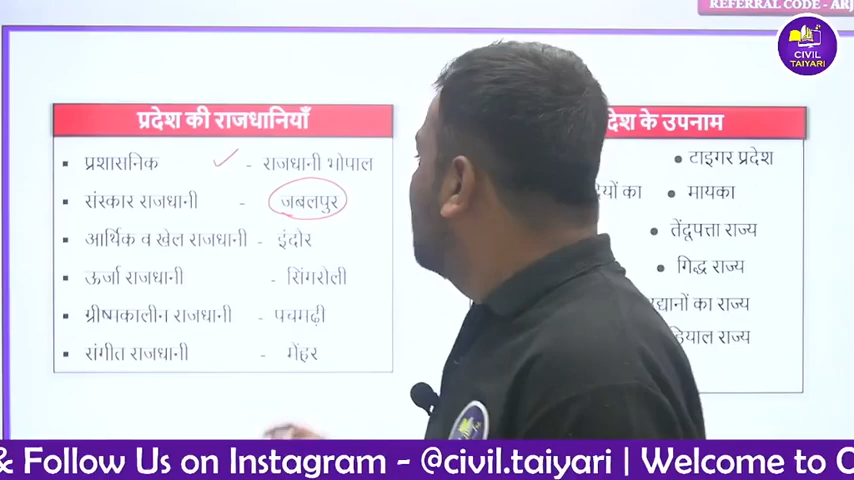 REFERRAL CODE - ARJ
CIVIL
TAIYARI
प्रदेश की राजधानियाँ
प्रशासनिक - राजधानी भोपाल
संस्कार राजधानी - जबलपुर
आर्थिक व खेल राजधानी - इंदौर
ऊर्जा राजधानी - सिंगरोली
ग्रीष्मकालीन राजधानी - पचमढ़ी
संगीत राजधानी - मेंहर
के उपनाम
टाइगर प्रदेश
का मायका
तेंदूपत्ता राज्य
गिद्ध राज्य
का राज्य
राज्य
& Follow Us on Instagram - @civil.taiyari | Welcome to C